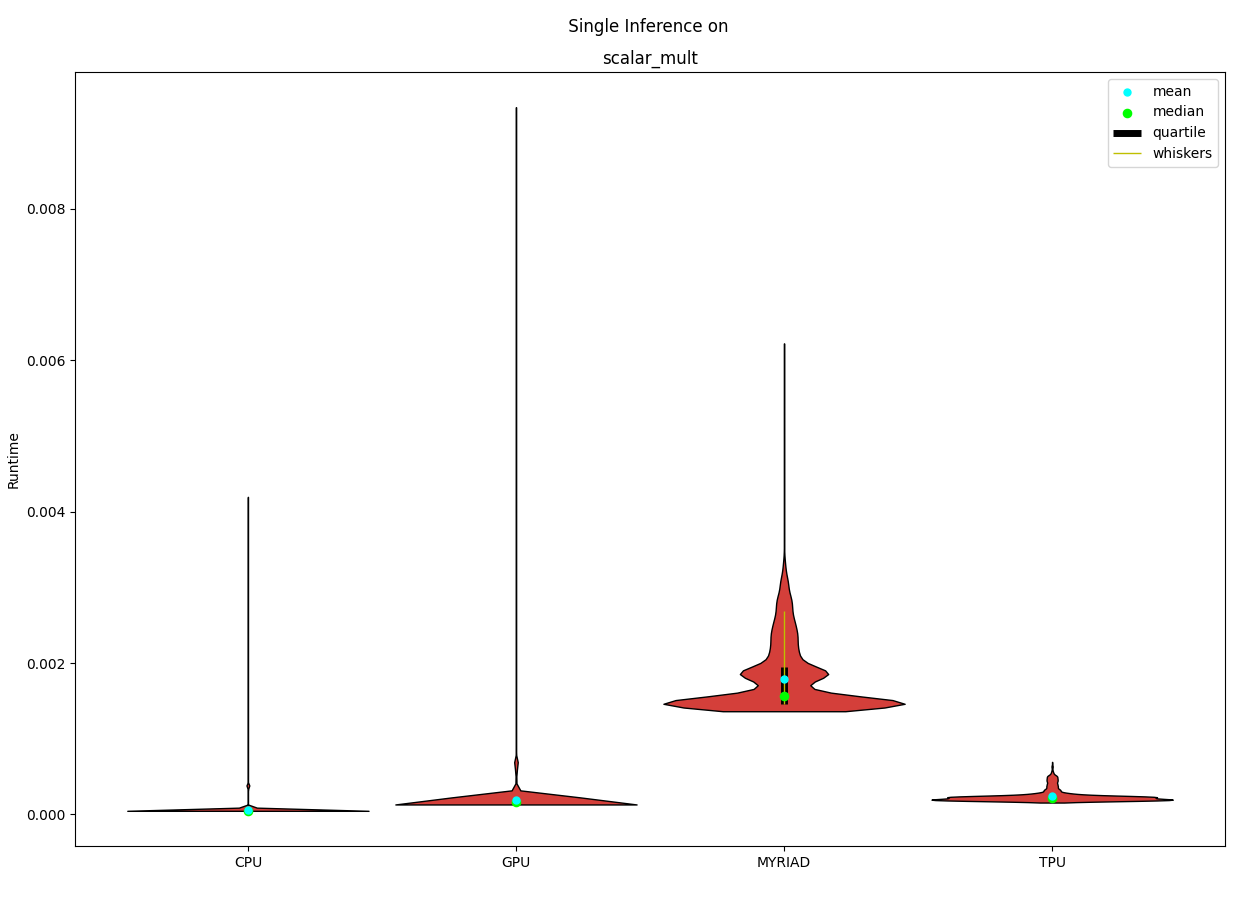 Single Inference on
scalar_mult
mean
median
quartile
whiskers
0.008
0.006
0.004
0.002
0.000
Runtime
CPU
GPU
MYRIAD
TPU